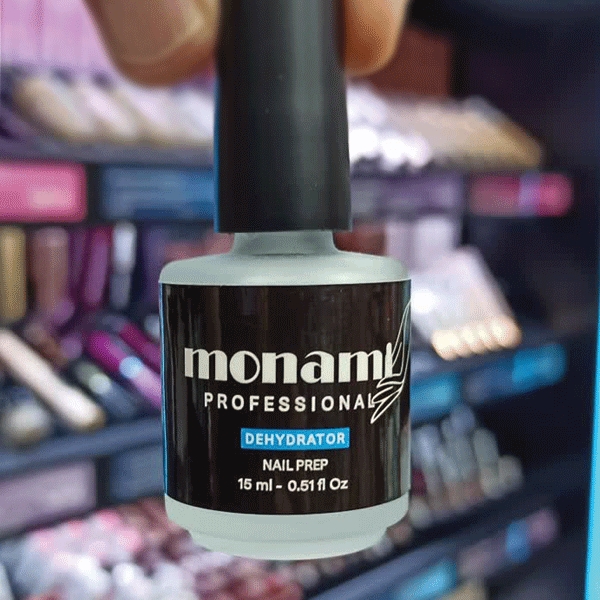 monami
PROFESSIONAL
DEHYDRATOR
NAIL PREP
15 ml - 0.51 fl Oz